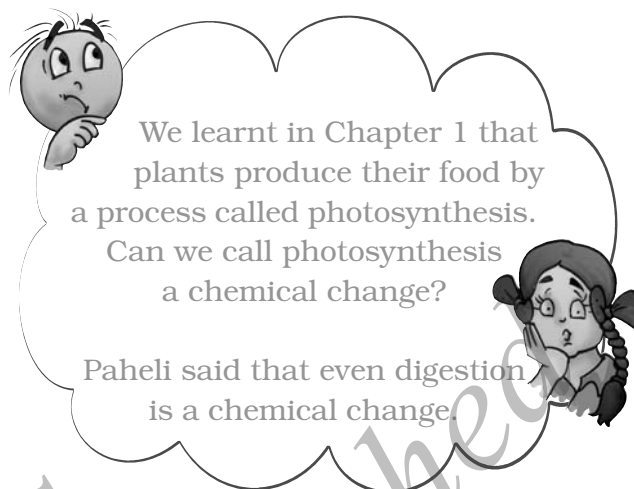 We learnt in Chapter 1 that
plants produce their food by
a process called photosynthesis.
Can we call photosynthesis
a chemical change?
Paheli said that even digestion
is a chemical change.